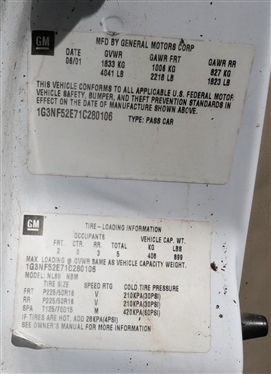 GM
MFD BY GENERAL MOTORS CORP
DATE GVWR GAWR FRT GAWR RR
06/01 1833 KG 1006 KG 827 KG
4041 LB 2218 LB 1823 LB
THIS VEHICLE CONFORMS TO ALL APPLICABLE U.S. FEDERAL MOTOR
VEHICLE SAFETY, BUMPER, AND THEFT PREVENTION STANDARDS IN
EFFECT ON THE DATE OF MANUFACTURE SHOWN ABOVE.
1G3NF52E71C280106 TYPE: PASS CAR
GM
TIRE-LOADING INFORMATION
OCCUPANTS VEHICLE CAP. WT.
FRT CTR. RR. TOTAL KG LBS
2 0 3 5 408 899
MAX. LOADING @ GVWR SAME AS VEHICLE CAPACITY WEIGHT.
1G3NF52E71C280106
MODEL: NL69 NBM
TIRE SIZE SPEED RTG COLD TIRE PRESSURE
FRT P225/50R16 V 210KPA(30PSI)
RR P225/50R16 V 210KPA(30PSI)
SPA T125/70D15 M 420KPA(60PSI)
IF TIRES ARE HOT, ADD 28KPA(4PSI)
SEE OWNER'S MANUAL FOR MORE INFORMATION